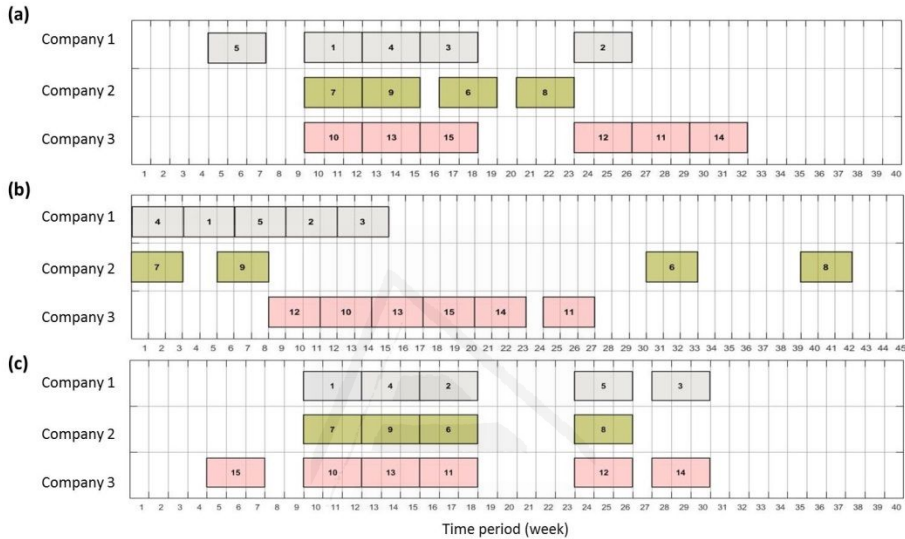 (a)
Company 1 5 1 4 3 2
Company 2 7 9 6 8
Company 3 10 13 15 12 11 14
1 2 3 4 5 6 7 8 9 10 11 12 13 14 15 16 17 18 19 20 21 22 23 24 25 26 27 28 29 30 31 32 33 34 35 36 37 38 39 40
(b)
Company 1 4 1 5 2 3
Company 2 7 9 6 8
Company 3 12 10 13 15 14 11
1 2 3 4 5 6 7 8 9 10 11 12 13 14 15 16 17 18 19 20 21 22 23 24 25 26 27 28 29 30 31 32 33 34 35 36 37 38 39 40 41 42 43 44 45
(c)
Company 1 1 4 2 5 3
Company 2 7 9 6 8
Company 3 15 10 13 11 12 14
1 2 3 4 5 6 7 8 9 10 11 12 13 14 15 16 17 18 19 20 21 22 23 24 25 26 27 28 29 30 31 32 33 34 35 36 37 38 39 40
Time period (week)